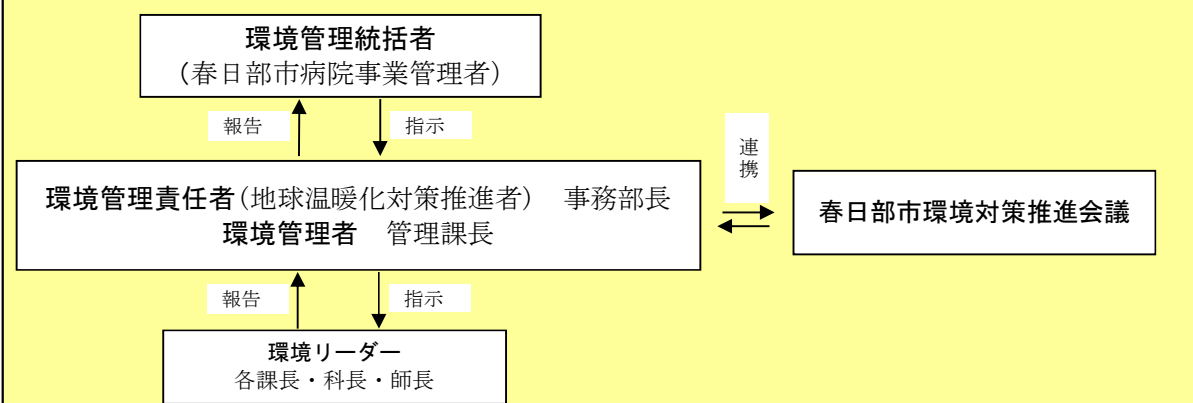 環境管理統括者
（春日部市病院事業管理者）
報告
指示
連携
環境管理責任者（地球温暖化対策推進者）　事務部長
環境管理者　管理課長
春日部市環境対策推進会議
報告
指示
環境リーダー
各課長・科長・師長